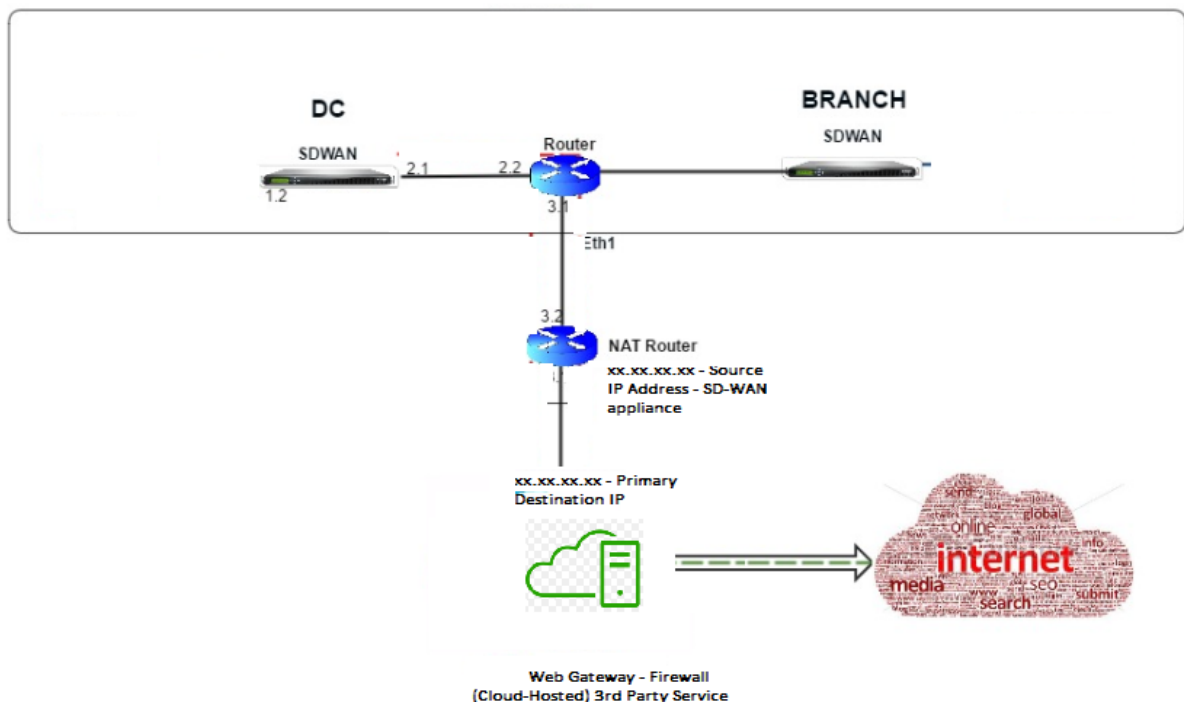 DC
BRANCH
SDWAN
SDWAN
Router
2.1
2.2
1.2
3.1
Eth1
3.2
NAT Router
xx.xx.xx.xx - Source
IP Address - SD-WAN
appliance
xx.xx.xx.xx - Primary
Destination IP
send
global
online
info
internet
media
seo
www
submit
search
Web Gateway - Firewall
(Cloud-Hosted) 3rd Party Service